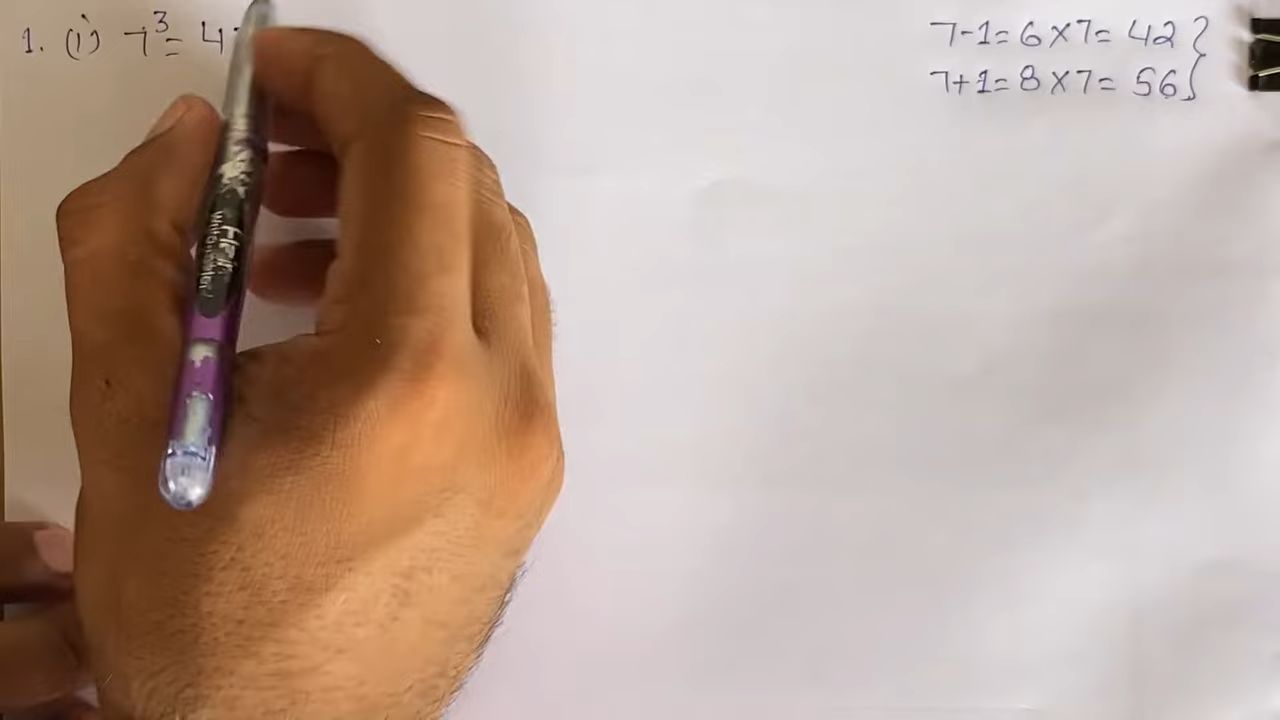 1. (i) 7³ = 4
7-1=6×7= 42 }
7+1=8×7= 56 }